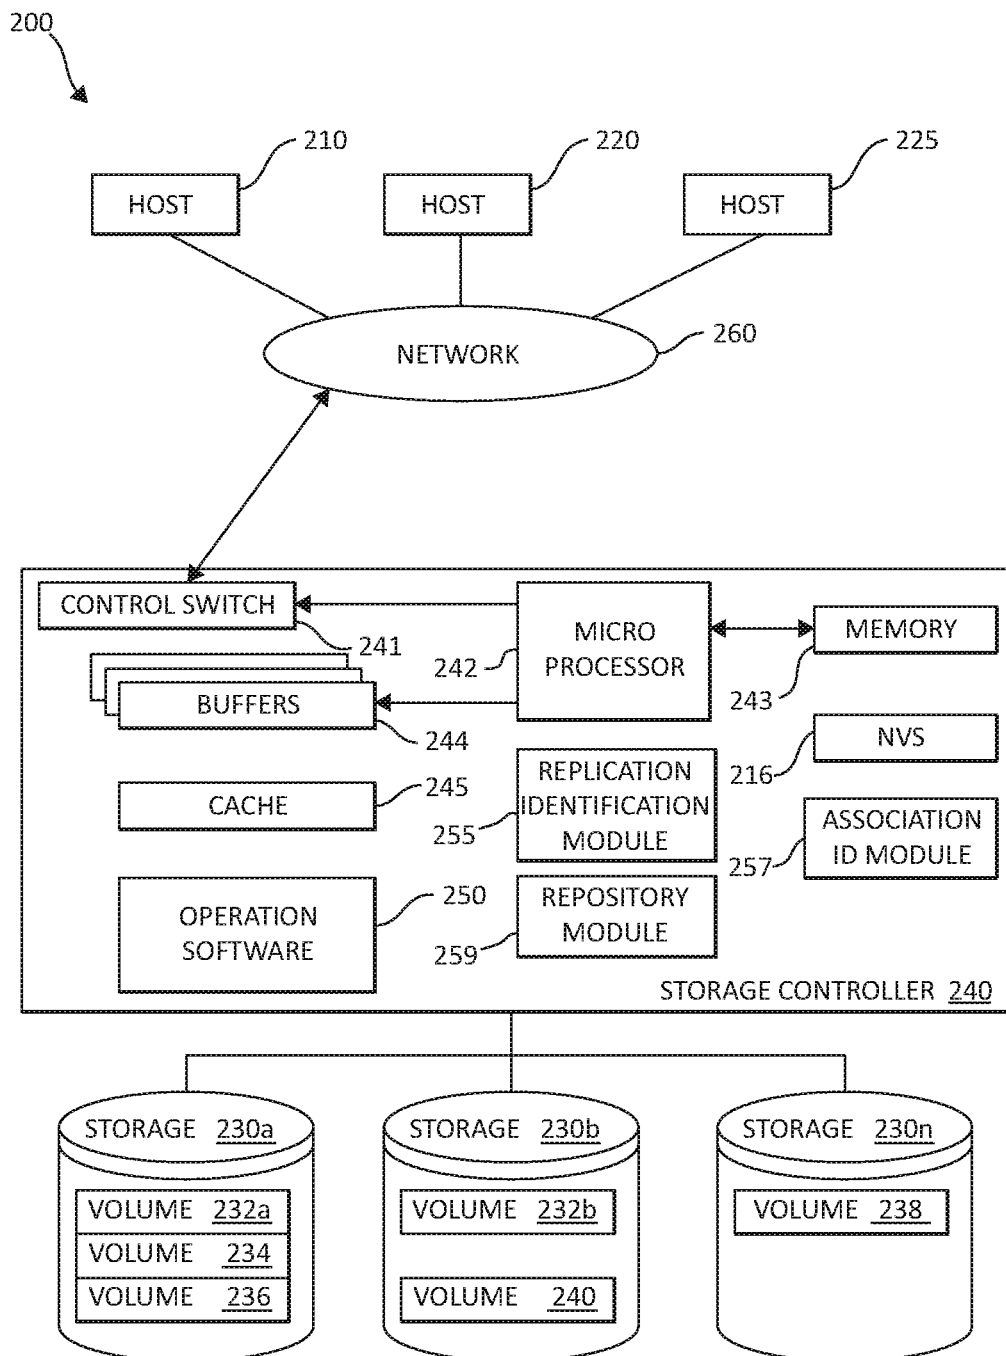 200
210
220
225
HOST
HOST
HOST
260
NETWORK
CONTROL SWITCH
241
MICRO
PROCESSOR
242
MEMORY
243
BUFFERS
244
NVS
216
CACHE
245
REPLICATION
IDENTIFICATION
MODULE
255
ASSOCIATION
ID MODULE
257
OPERATION
SOFTWARE
250
REPOSITORY
MODULE
259
STORAGE CONTROLLER 240
STORAGE 230a
STORAGE 230b
STORAGE 230n
VOLUME 232a
VOLUME 234
VOLUME 236
VOLUME 232b
VOLUME 240
VOLUME 238